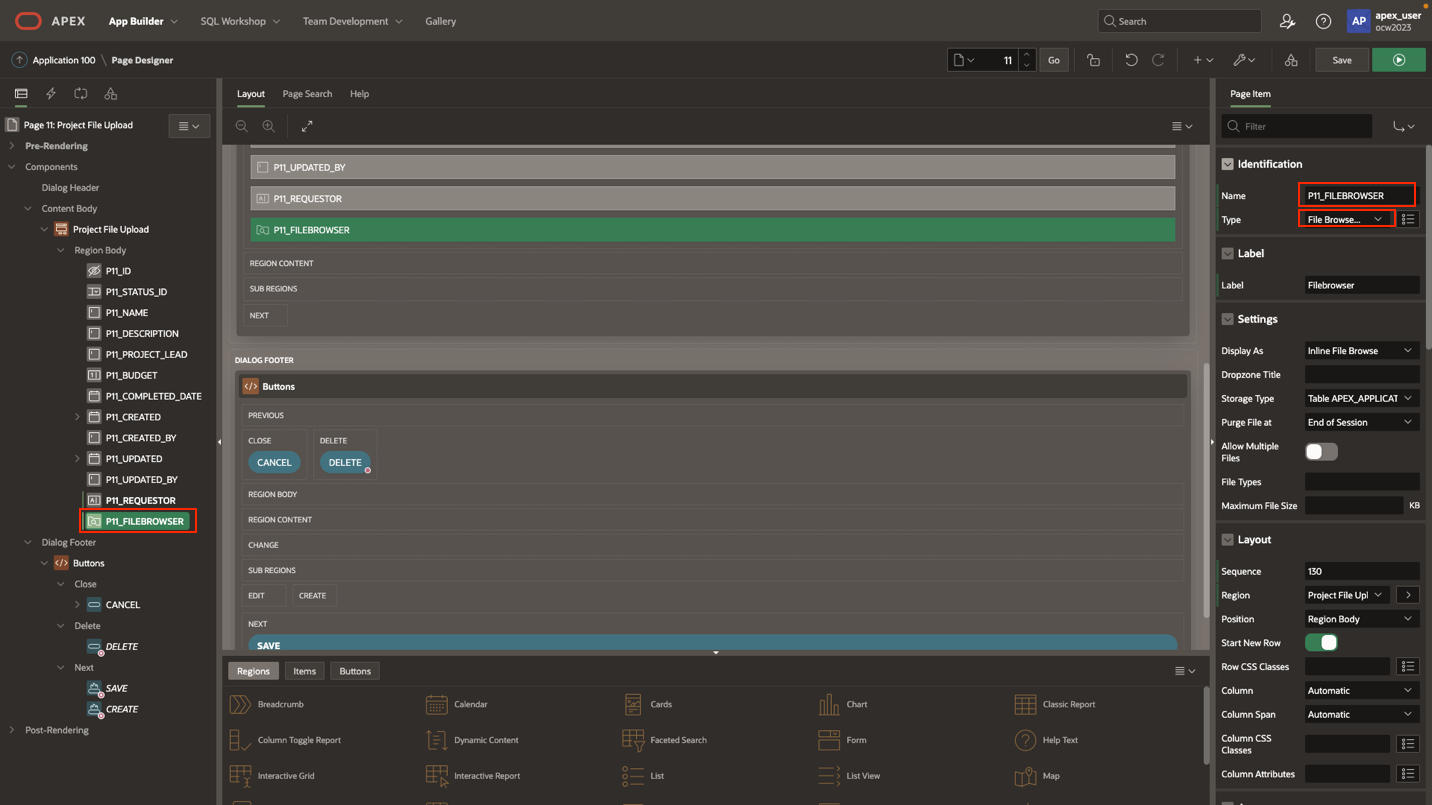 APEX
App Builder
SQL Workshop
Team Development
Gallery
Search
AP
apex_user
ocw2023
Application 100 \ Page Designer
11
Go
Save
Page 11: Project File Upload
Pre-Rendering
Components
Dialog Header
Content Body
Project File Upload
Region Body
P11_ID
P11_STATUS_ID
P11_NAME
P11_DESCRIPTION
P11_PROJECT_LEAD
P11_BUDGET
P11_COMPLETED_DATE
P11_CREATED
P11_CREATED_BY
P11_UPDATED
P11_UPDATED_BY
P11_REQUESTOR
P11_FILEBROWSER
Dialog Footer
Buttons
Close
CANCEL
Delete
DELETE
Next
SAVE
CREATE
Post-Rendering
Layout
Page Search
Help
P11_UPDATED_BY
P11_REQUESTOR
P11_FILEBROWSER
REGION CONTENT
SUB REGIONS
NEXT
DIALOG FOOTER
Buttons
PREVIOUS
CLOSE
DELETE
CANCEL
DELETE
REGION BODY
REGION CONTENT
CHANGE
SUB REGIONS
EDIT
CREATE
NEXT
SAVE
Regions
Items
Buttons
Breadcrumb
Calendar
Cards
Chart
Classic Report
Column Toggle Report
Dynamic Content
Faceted Search
Form
Help Text
Interactive Grid
Interactive Report
List
List View
Map
Page Item
Filter
Identification
Name
P11_FILEBROWSER
Type
File Browse...
Label
Label
Filebrowser
Settings
Display As
Inline File Browse
Dropzone Title
Storage Type
Table APEX_APPLICAT
Purge File at
End of Session
Allow Multiple
Files
File Types
Maximum File Size
KB
Layout
Sequence
130
Region
Project File Upl
Position
Region Body
Start New Row
Row CSS Classes
Column
Automatic
Column Span
Automatic
Column CSS
Classes
Column Attributes